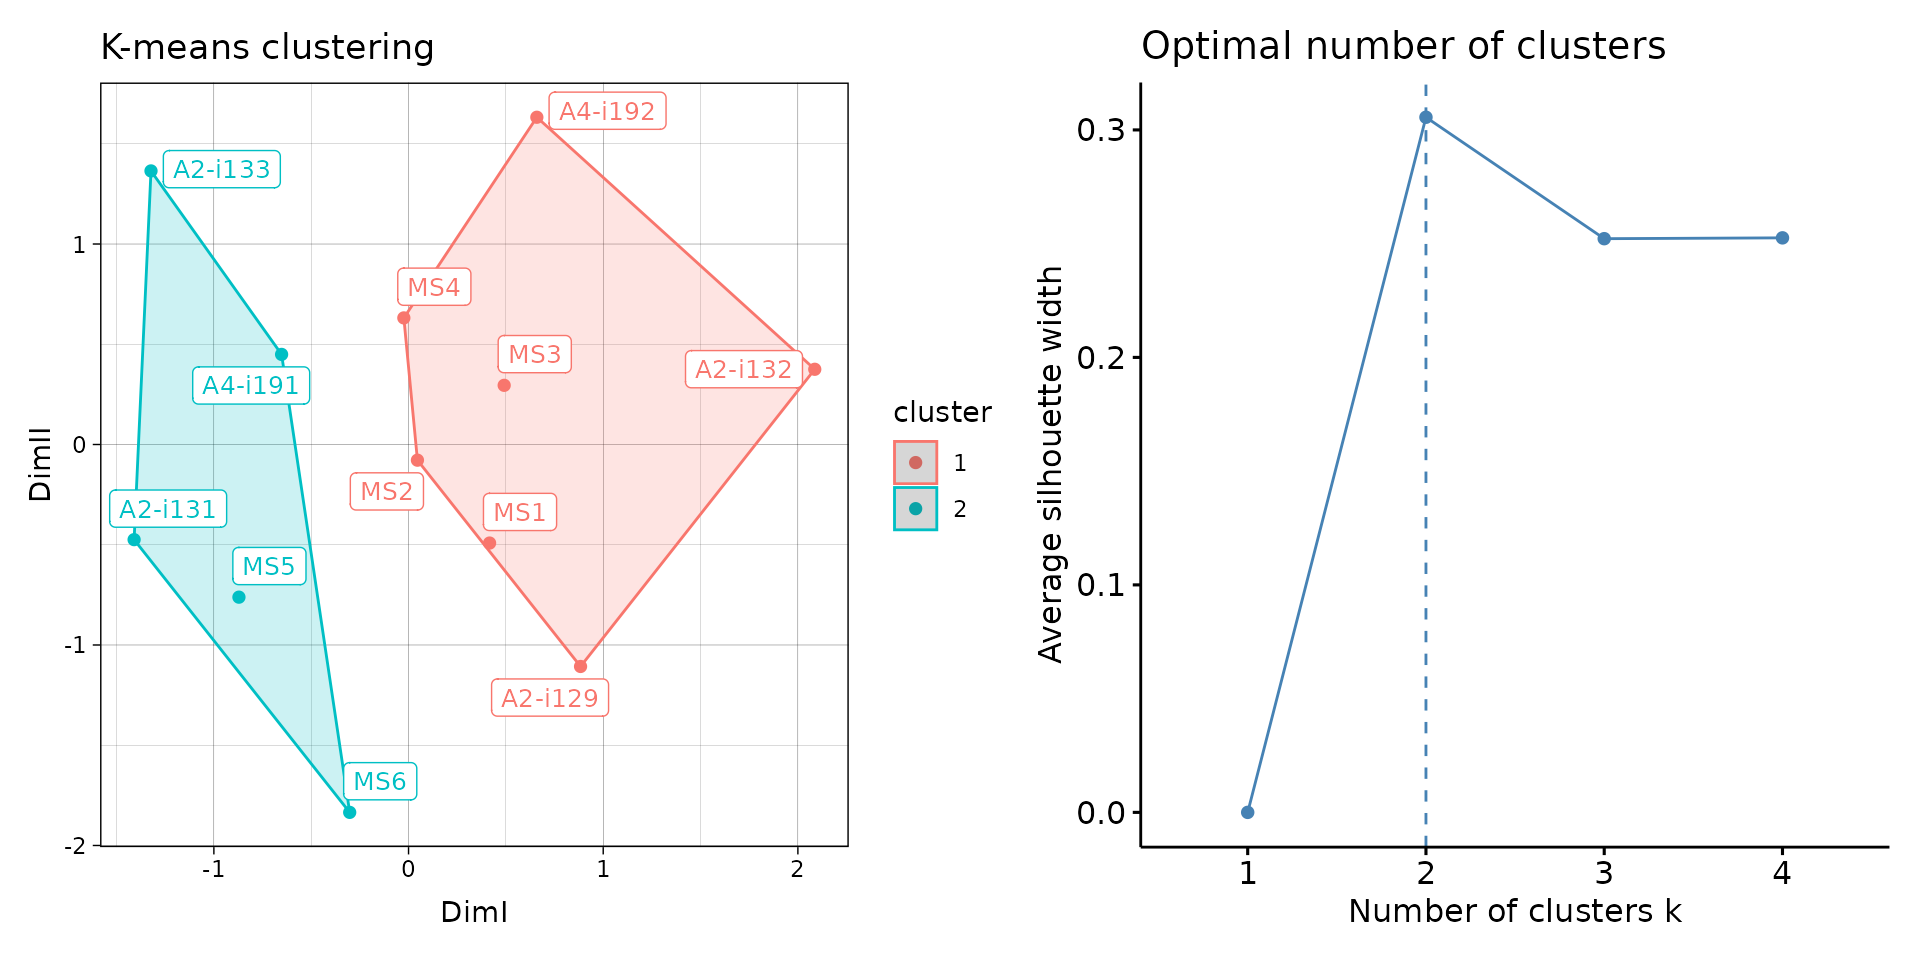 K-means clustering
A4-i192
A2-i133
MS4
MS3
A2-i132
A4-i191
MS2
MS1
A2-i131
MS5
A2-i129
MS6
1
0
-1
-2
DimII
-1
0
1
2
DimI
cluster
1
2
Optimal number of clusters
0.3
0.2
0.1
0.0
Average silhouette width
1
2
3
4
Number of clusters k